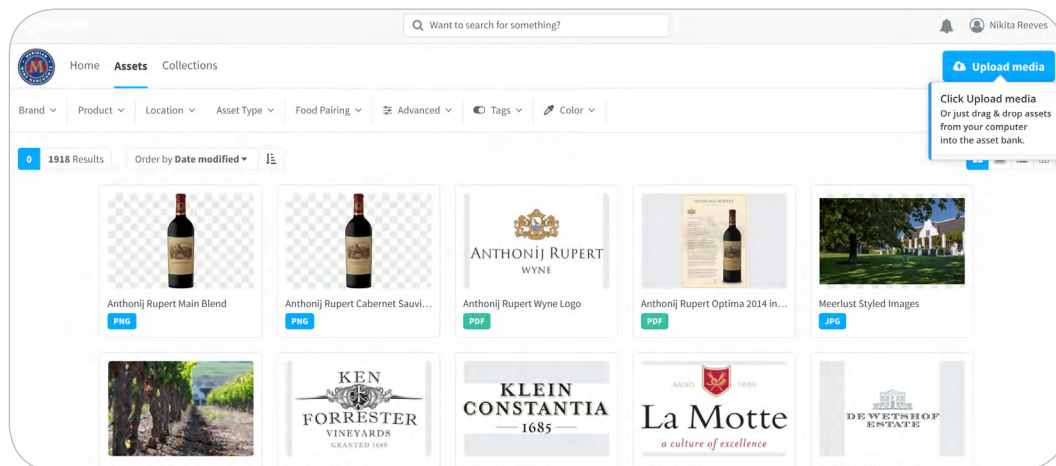 Want to search for something?
Nikita Reeves
Home Assets Collections
Upload media
Brand Product Location Asset Type Food Pairing Advanced Tags Color
Click Upload media
Or just drag & drop assets
from your computer
into the asset bank.
0 1918 Results Order by Date modified
ANTHONIJ RUPERT
WYNE
Anthonij Rupert Main Blend
PNG
Anthonij Rupert Cabernet Sauvi...
PNG
Anthonij Rupert Wyne Logo
PDF
Anthonij Rupert Optima 2014 in...
PDF
Meerlust Styled Images
JPG
KEN
FORRESTER
VINEYARDS
GRANTED 1689
KLEIN
CONSTANTIA
1685
ANNO 1695
La Motte
a culture of excellence
DE WETSHOF
ESTATE